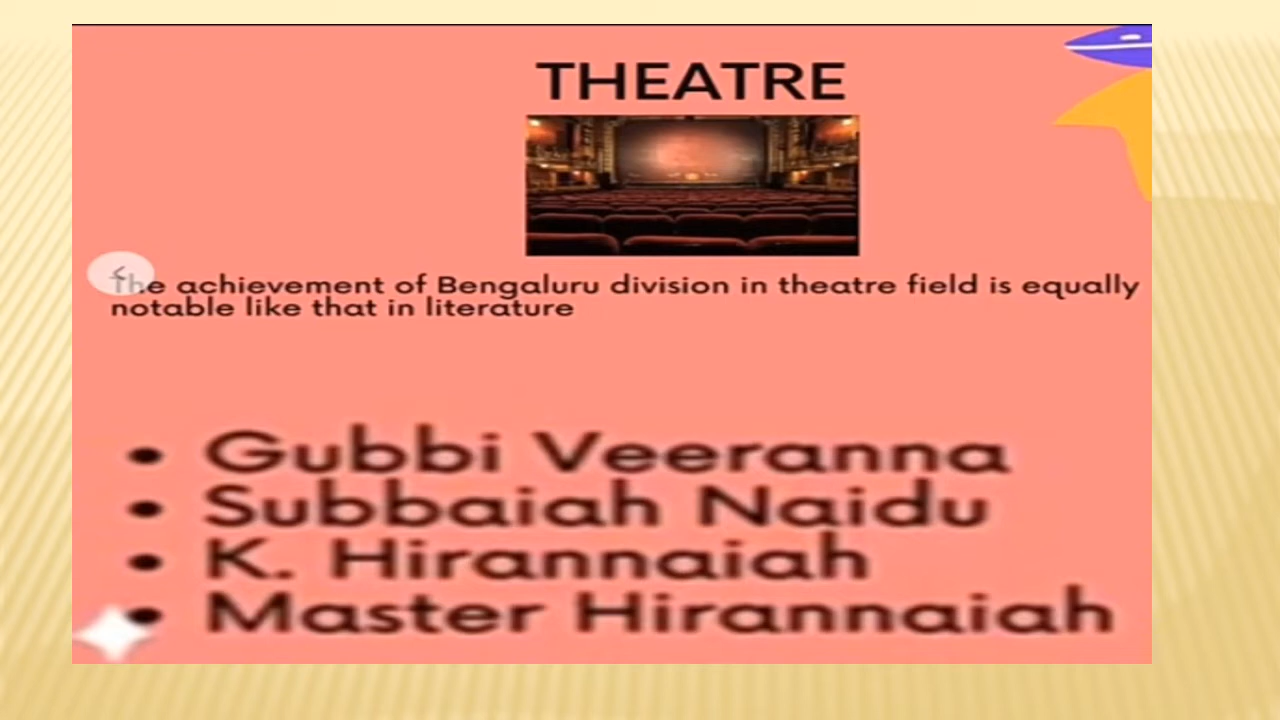 THEATRE
The achievement of Bengaluru division in theatre field is equally
notable like that in literature
• Gubbi Veeranna
• Subbaiah Naidu
• K. Hirannaiah
• Master Hirannaiah